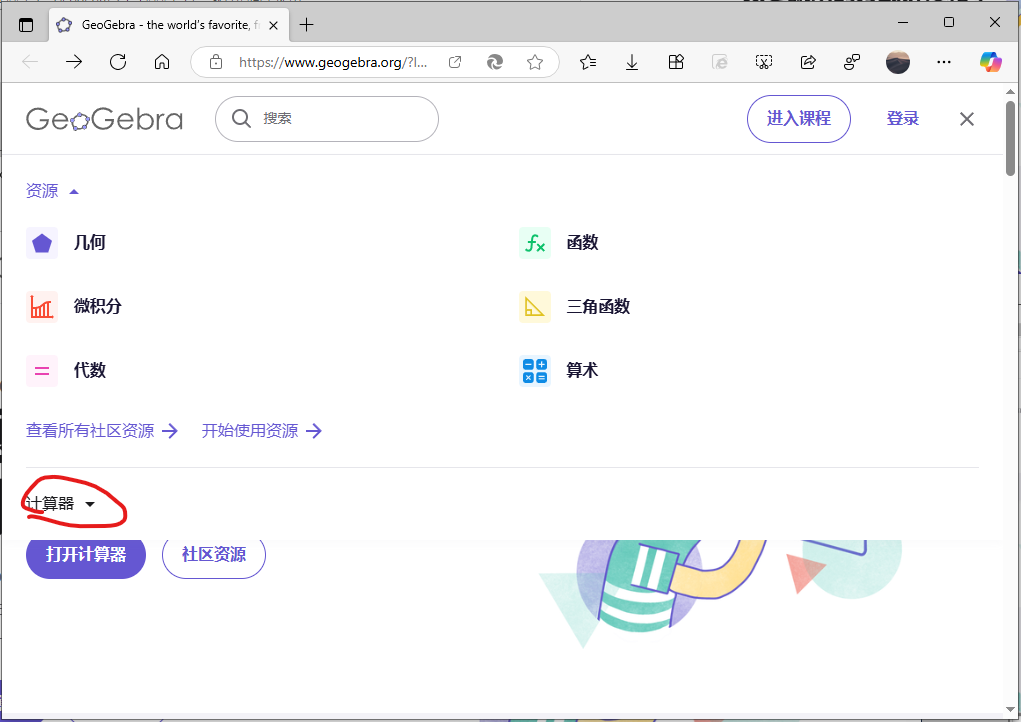 GeoGebra - the world's favorite, f
https://www.geogebra.org/?l...
GeoGebra
搜索
进入课程
登录
资源
几何
函数
微积分
三角函数
代数
算术
查看所有社区资源
开始使用资源
计算器
打开计算器
社区资源